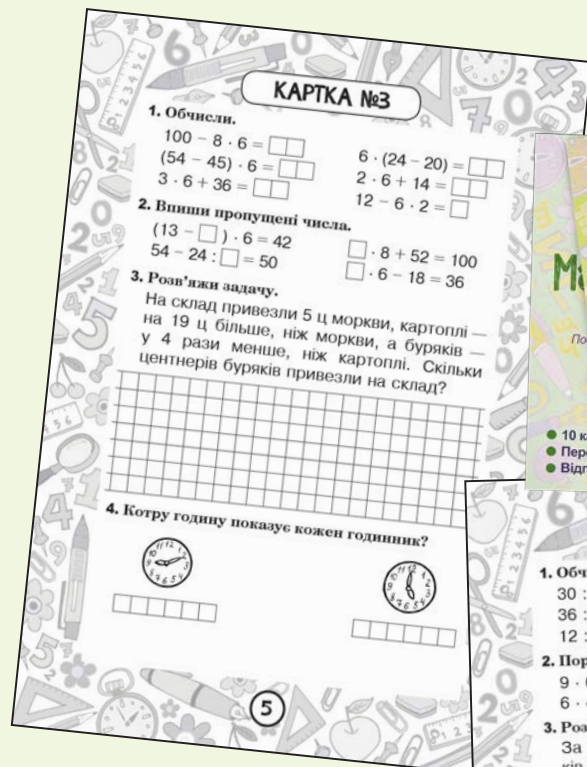 КАРТКА №3
1. Обчисли.
100 − 8 · 6 =
(54 − 45) · 6 =
3 · 6 + 36 =
6 · (24 − 20) =
2 · 6 + 14 =
12 − 6 · 2 =
2. Впиши пропущені числа.
(13 − □) · 6 = 42
54 − 24 : □ = 50
□ · 8 + 52 = 100
□ · 6 − 18 = 36
3. Розв’яжи задачу.
На склад привезли 5 ц моркви, картоплі —
на 19 ц більше, ніж моркви, а буряків —
у 4 рази менше, ніж картоплі. Скільки
центнерів буряків привезли на склад?
4. Котру годину показує кожен годинник?
5
10
1.
30 :
36 :
12 :
2.
9 ·
6 ·
3.
За